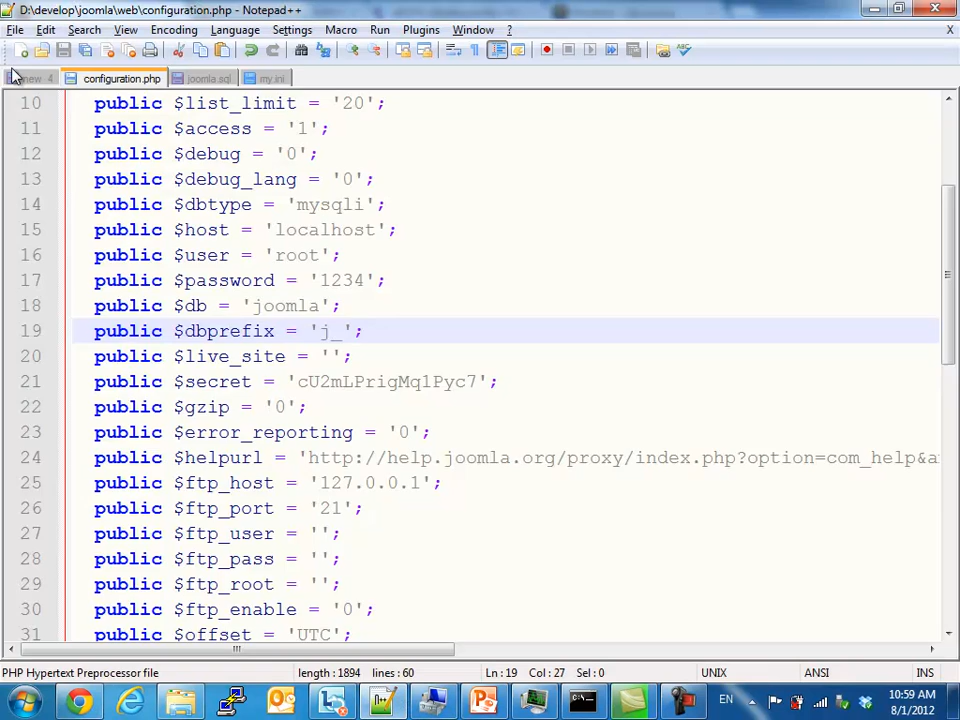 D:\develop\joomla\web\configuration.php - Notepad++
File Edit Search View Encoding Language Settings Macro Run Plugins Window ? X
new 4 configuration.php joomla.sql my.ini
10 public $list_limit = '20';
11 public $access = '1';
12 public $debug = '0';
13 public $debug_lang = '0';
14 public $dbtype = 'mysqli';
15 public $host = 'localhost';
16 public $user = 'root';
17 public $password = '1234';
18 public $db = 'joomla';
19 public $dbprefix = 'j_';
20 public $live_site = '';
21 public $secret = 'cU2mLPrigMq1Pyc7';
22 public $gzip = '0';
23 public $error_reporting = '0';
24 public $helpurl = 'http://help.joomla.org/proxy/index.php?option=com_help&a
25 public $ftp_host = '127.0.0.1';
26 public $ftp_port = '21';
27 public $ftp_user = '';
28 public $ftp_pass = '';
29 public $ftp_root = '';
30 public $ftp_enable = '0';
31 public $offset = 'UTC';
PHP Hypertext Preprocessor file length : 1894 lines : 60 Ln : 19 Col : 27 Sel : 0 UNIX ANSI INS
EN 10:59 AM
8/1/2012